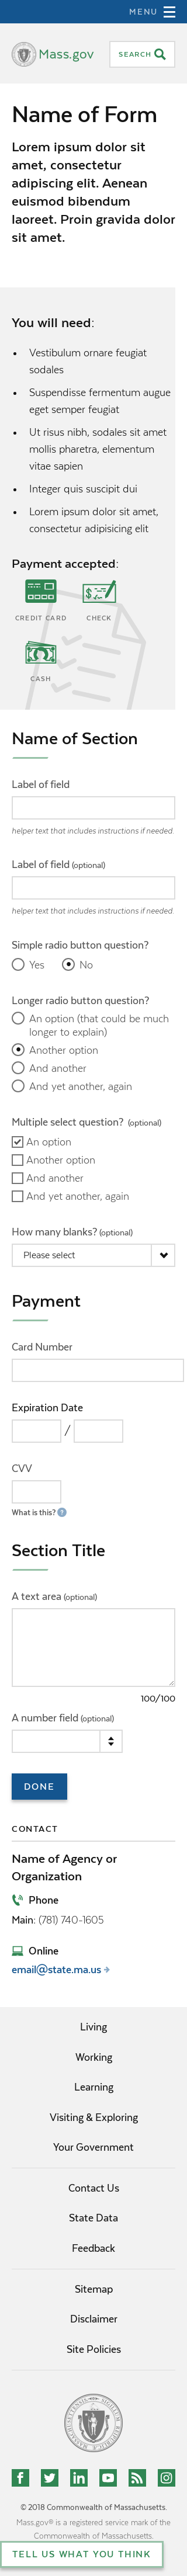 MENU
Mass.gov SEARCH
Name of Form
Lorem ipsum dolor sit
amet, consectetur
adipiscing elit. Aenean
euismod bibendum
laoreet. Proin gravida dolor
sit amet.
You will need:
Vestibulum ornare feugiat
sodales
Suspendisse fermentum augue
eget semper feugiat
Ut risus nibh, sodales sit amet
mollis pharetra, elementum
vitae sapien
Integer quis suscipit dui
Lorem ipsum dolor sit amet,
consectetur adipisicing elit
Payment accepted:
CREDIT CARD CHECK
CASH
Name of Section
Label of field
helper text that includes instructions if needed.
Label of field (optional)
helper text that includes instructions if needed.
Simple radio button question?
Yes No
Longer radio button question?
An option (that could be much
longer to explain)
Another option
And another
And yet another, again
Multiple select question? (optional)
An option
Another option
And another
And yet another, again
How many blanks? (optional)
Please select
Payment
Card Number
Expiration Date
/
CVV
What is this? ?
Section Title
A text area (optional)
100/100
A number field (optional)
DONE
CONTACT
Name of Agency or
Organization
Phone
Main: (781) 740-1605
Online
email@state.ma.us
Living
Working
Learning
Visiting & Exploring
Your Government
Contact Us
State Data
Feedback
Sitemap
Disclaimer
Site Policies
© 2018 Commonwealth of Massachusetts.
Mass.gov® is a registered service mark of the
Commonwealth of Massachusetts.
TELL US WHAT YOU THINK